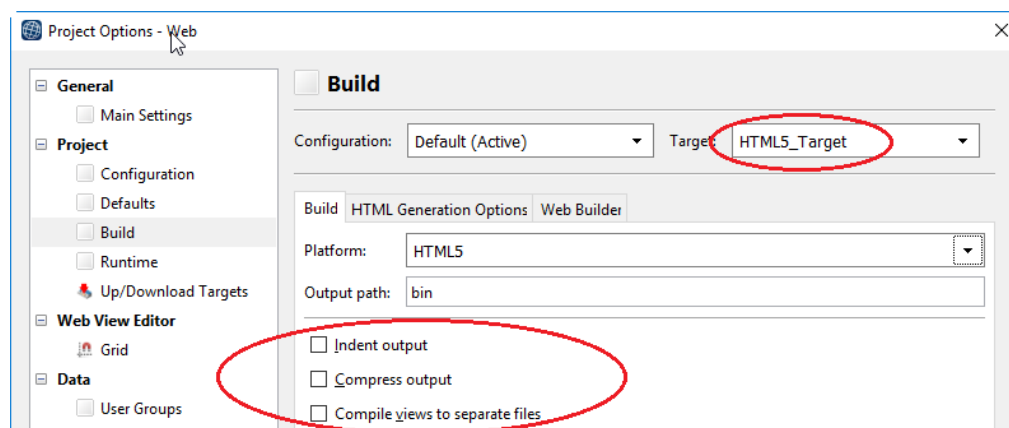 Project Options - Web
General
Main Settings
Project
Configuration
Defaults
Build
Runtime
Up/Download Targets
Web View Editor
Grid
Data
User Groups
Build
Configuration: Default (Active) Target: HTML5_Target
Build HTML Generation Options Web Builder
Platform: HTML5
Output path: bin
Indent output
Compress output
Compile views to separate files